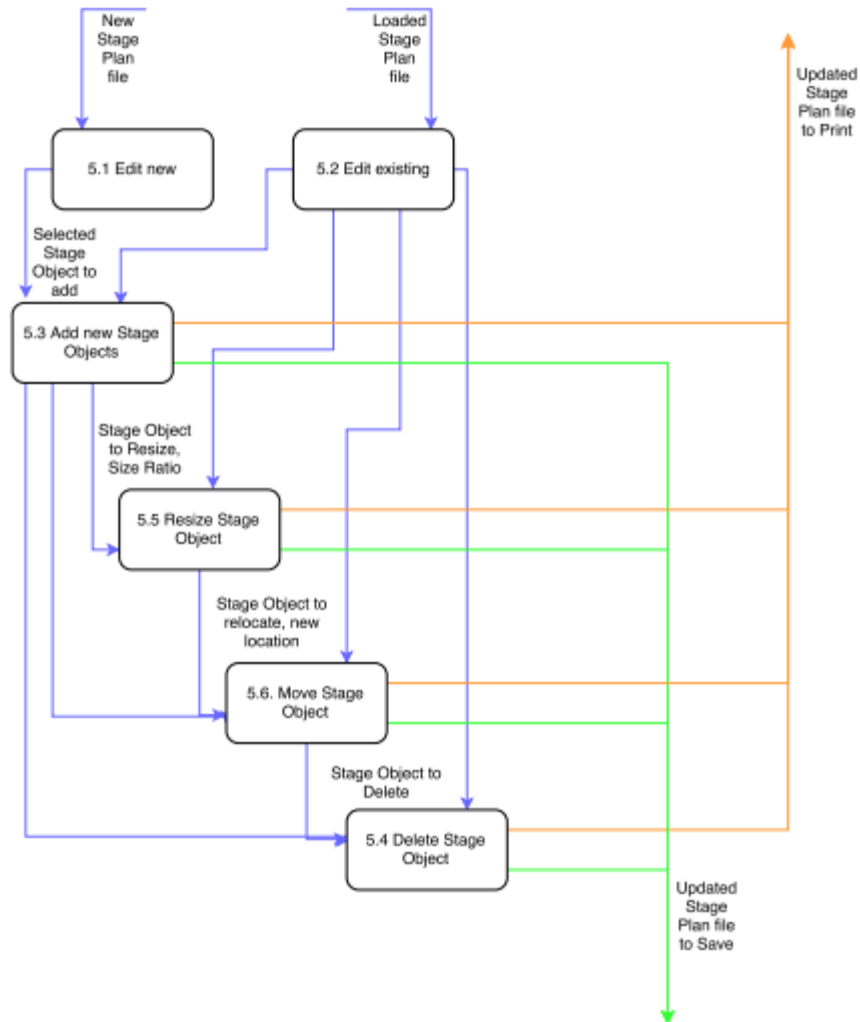 New
Stage
Plan
file
Loaded
Stage
Plan
file
Updated
Stage
Plan file
to Print
5.1 Edit new
5.2 Edit existing
Selected
Stage
Object to
add
5.3 Add new Stage
Objects
Stage Object
to Resize,
Size Ratio
5.5 Resize Stage
Object
Stage Object to
relocate, new
location
5.6. Move Stage
Object
Stage Object to
Delete
5.4 Delete Stage
Object
Updated
Stage
Plan file
to Save